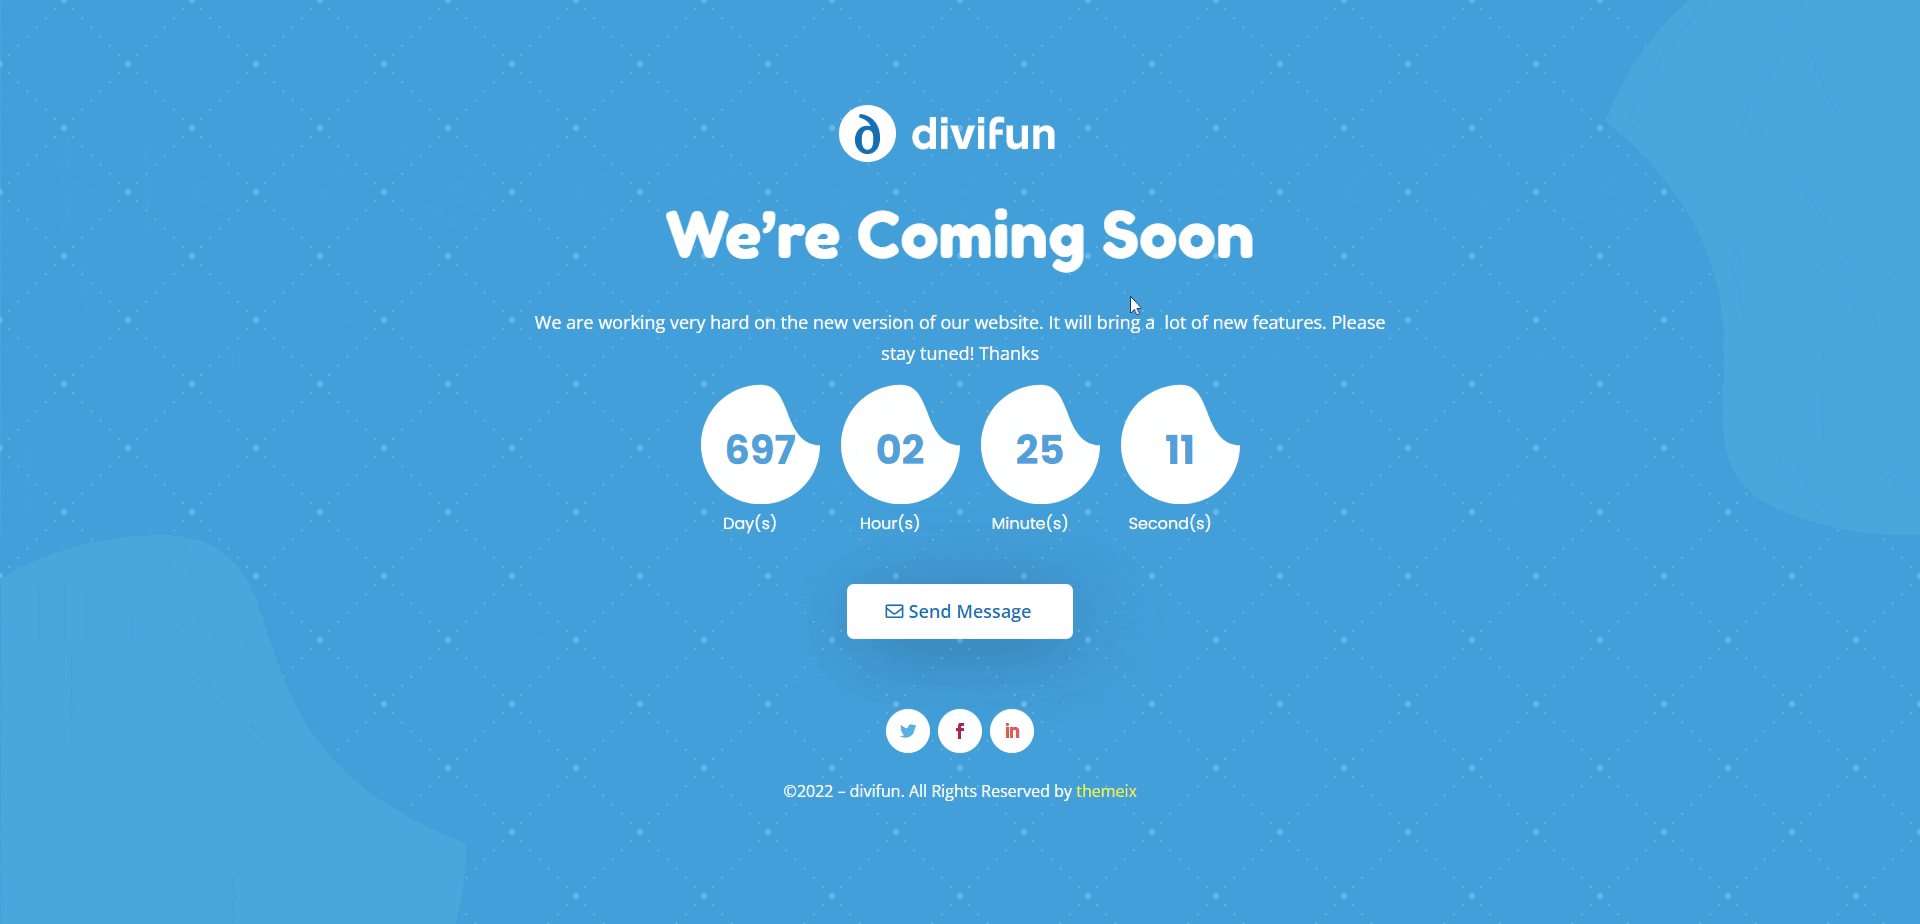 divifun
We’re Coming Soon
We are working very hard on the new version of our website. It will bring a  lot of new features. Please
stay tuned! Thanks
697 02 25 11
Day(s) Hour(s) Minute(s) Second(s)
Send Message
©2022 – divifun. All Rights Reserved by themeix